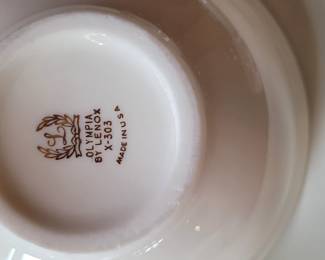 L
OLYMPIA
BY LENOX
X-303
MADE IN USA